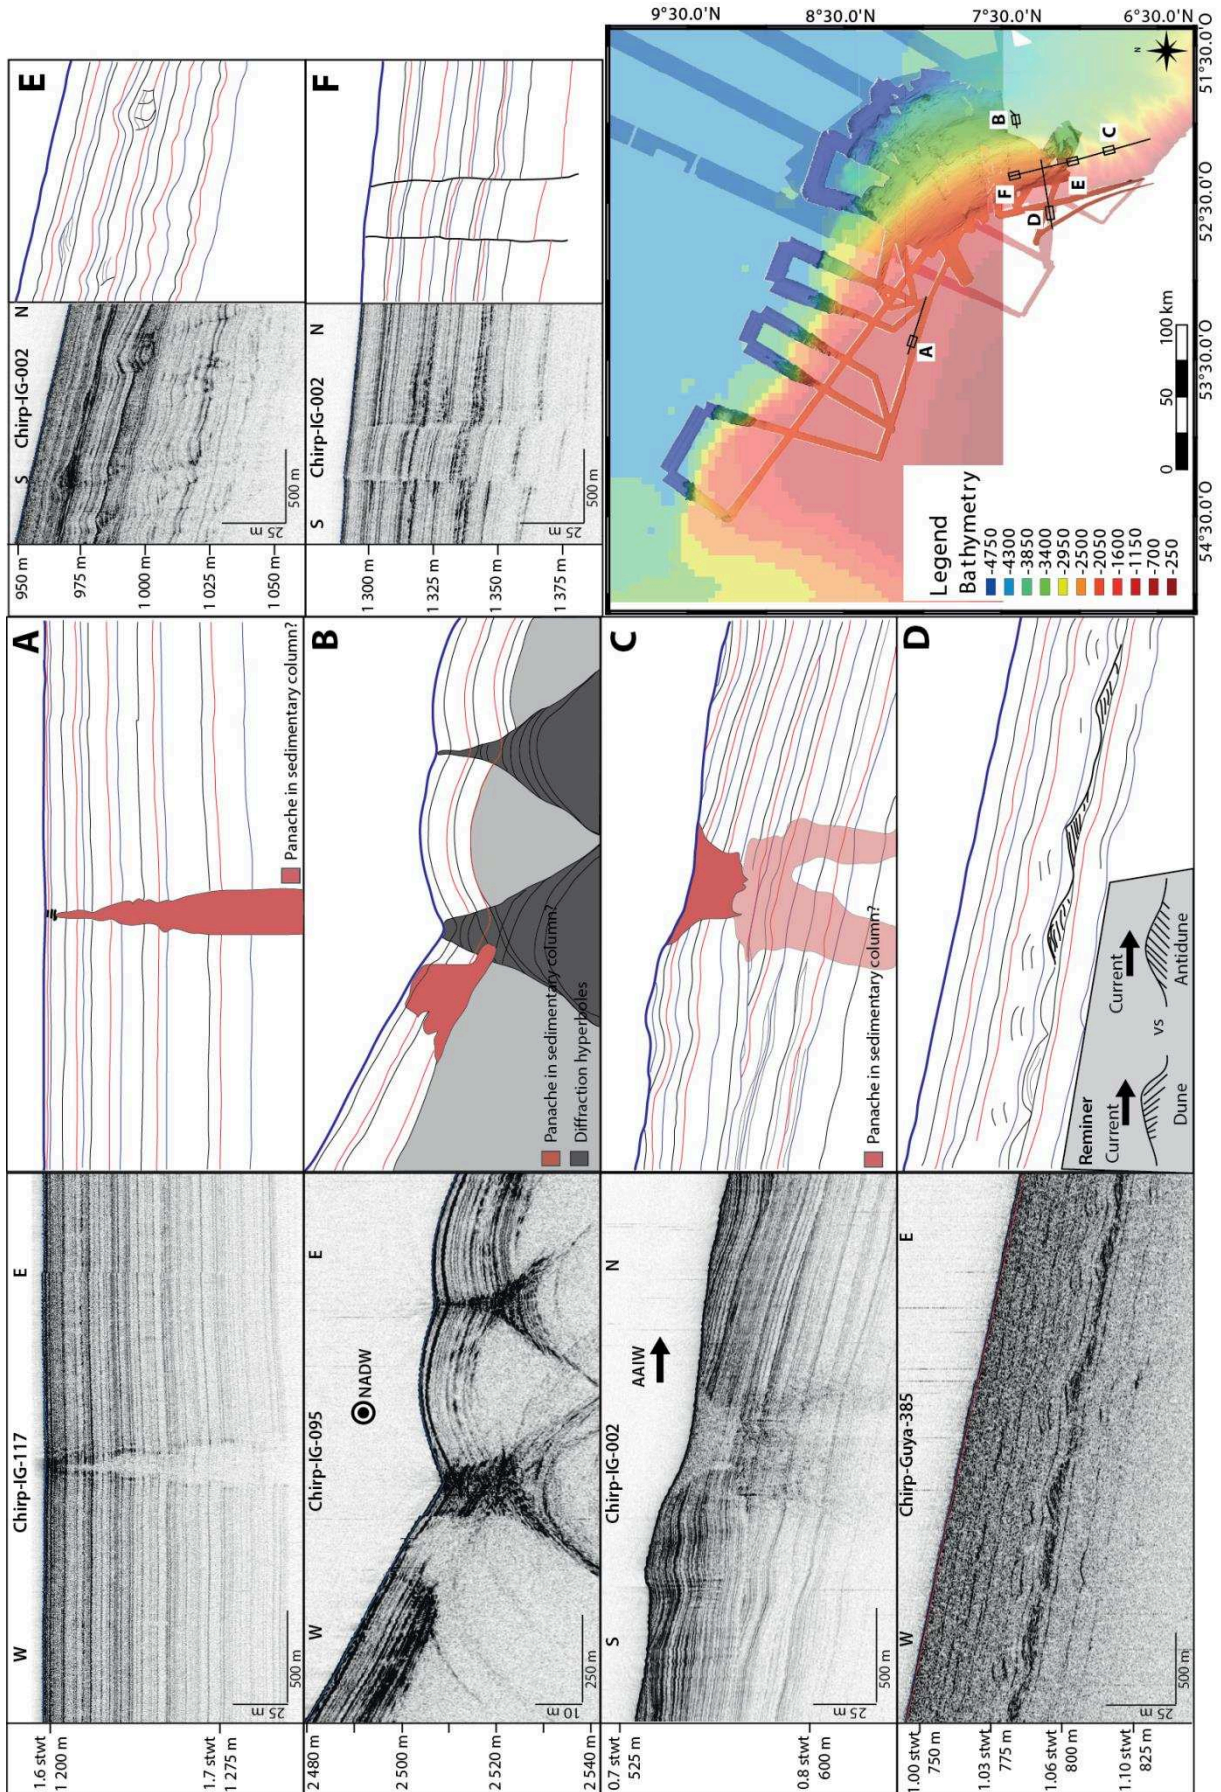 W
Chirp-IG-117
E
1.6 stwt
1 200 m
1.7 stwt
1 275 m
25 m
500 m
A
Panache in sedimentary column?
W
Chirp-IG-095
E
NADW
2 480 m
2 500 m
2 520 m
2 540 m
10 m
250 m
B
Panache in sedimentary column?
Diffraction hyperboles
S
Chirp-IG-002
N
AAIW
0.7 stwt
525 m
0.8 stwt
600 m
25 m
500 m
C
Panache in sedimentary column?
W
Chirp-Guya-385
E
1.00 stwt
750 m
1.03 stwt
775 m
1.06 stwt
800 m
1.10 stwt
825 m
25 m
500 m
D
Reminer
Current
Current
vs
Dune
Antidune
S Chirp-IG-002 N
950 m
975 m
1 000 m
1 025 m
1 050 m
25 m
500 m
E
S
Chirp-IG-002
N
1 300 m
1 325 m
1 350 m
1 375 m
25 m
500 m
F
9°30.0'N
8°30.0'N
7°30.0'N
6°30.0'N
54°30.0'O
53°30.0'O
52°30.0'O
51°30.0'O
N
A
B
C
D
E
F
Legend
Bathymetry
-4750
-4300
-3850
-3400
-2950
-2500
-2050
-1600
-1150
-700
-250
0 50 100 km